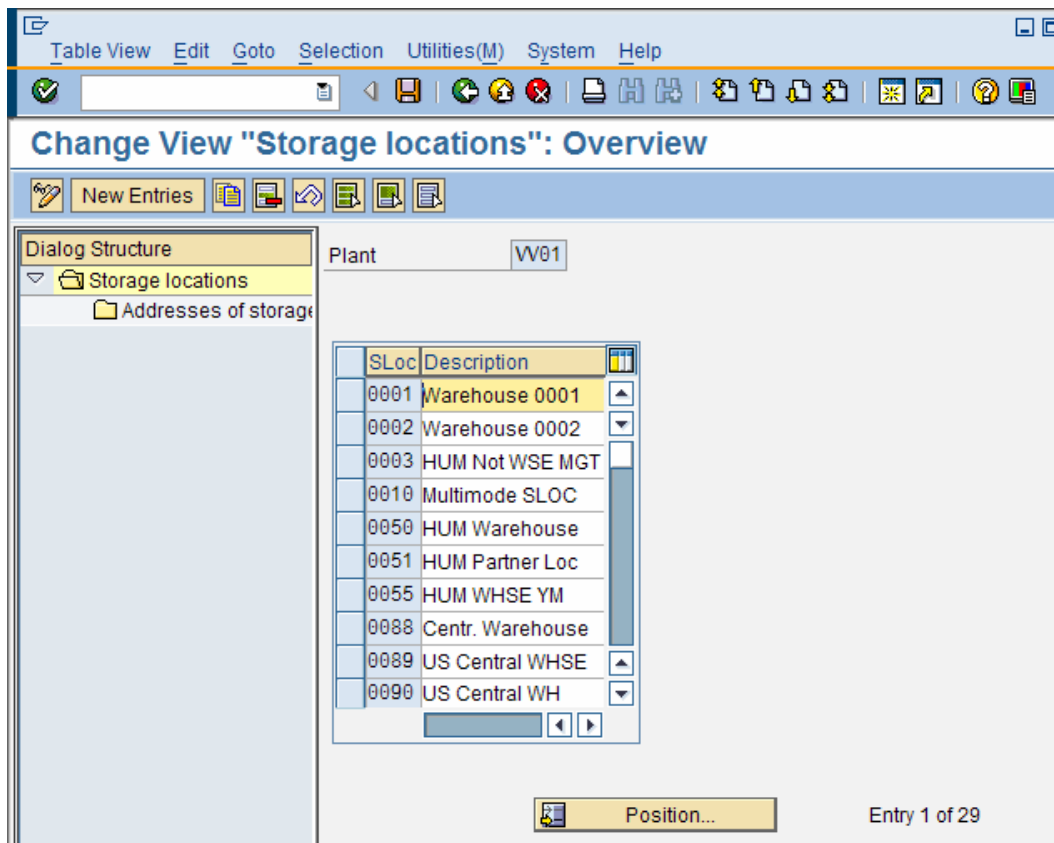 Table View Edit Goto Selection Utilities(M) System Help
Change View "Storage locations": Overview
New Entries
Dialog Structure
Storage locations
Addresses of storage
Plant VV01
SLoc Description
0001 Warehouse 0001
0002 Warehouse 0002
0003 HUM Not WSE MGT
0010 Multimode SLOC
0050 HUM Warehouse
0051 HUM Partner Loc
0055 HUM WHSE YM
0088 Centr. Warehouse
0089 US Central WHSE
0090 US Central WH
Position... Entry 1 of 29